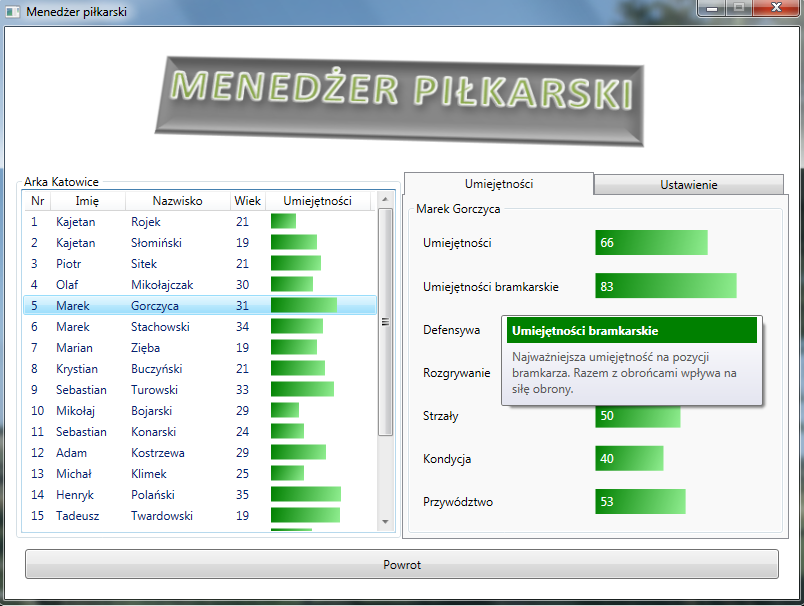 Menedżer piłkarski
MENEDŻER PIŁKARSKI
Arka Katowice
Nr Imię Nazwisko Wiek Umiejętności
1 Kajetan Rojek 21
2 Kajetan Słomiński 19
3 Piotr Sitek 21
4 Olaf Mikołajczak 30
5 Marek Gorczyca 31
6 Marek Stachowski 34
7 Marian Zięba 19
8 Krystian Buczyński 21
9 Sebastian Turowski 33
10 Mikołaj Bojarski 29
11 Sebastian Konarski 24
12 Adam Kostrzewa 29
13 Michał Klimek 25
14 Henryk Polański 35
15 Tadeusz Twardowski 19
Umiejętności Ustawienie
Marek Gorczyca
Umiejętności 66
Umiejętności bramkarskie 83
Defensywa
Umiejętności bramkarskie
Najważniejsza umięjętność na pozycji
bramkarza. Razem z obrońcami wpływa na
siłę obrony.
Rozgrywanie
Strzały 50
Kondycja 40
Przywództwo 53
Powrot